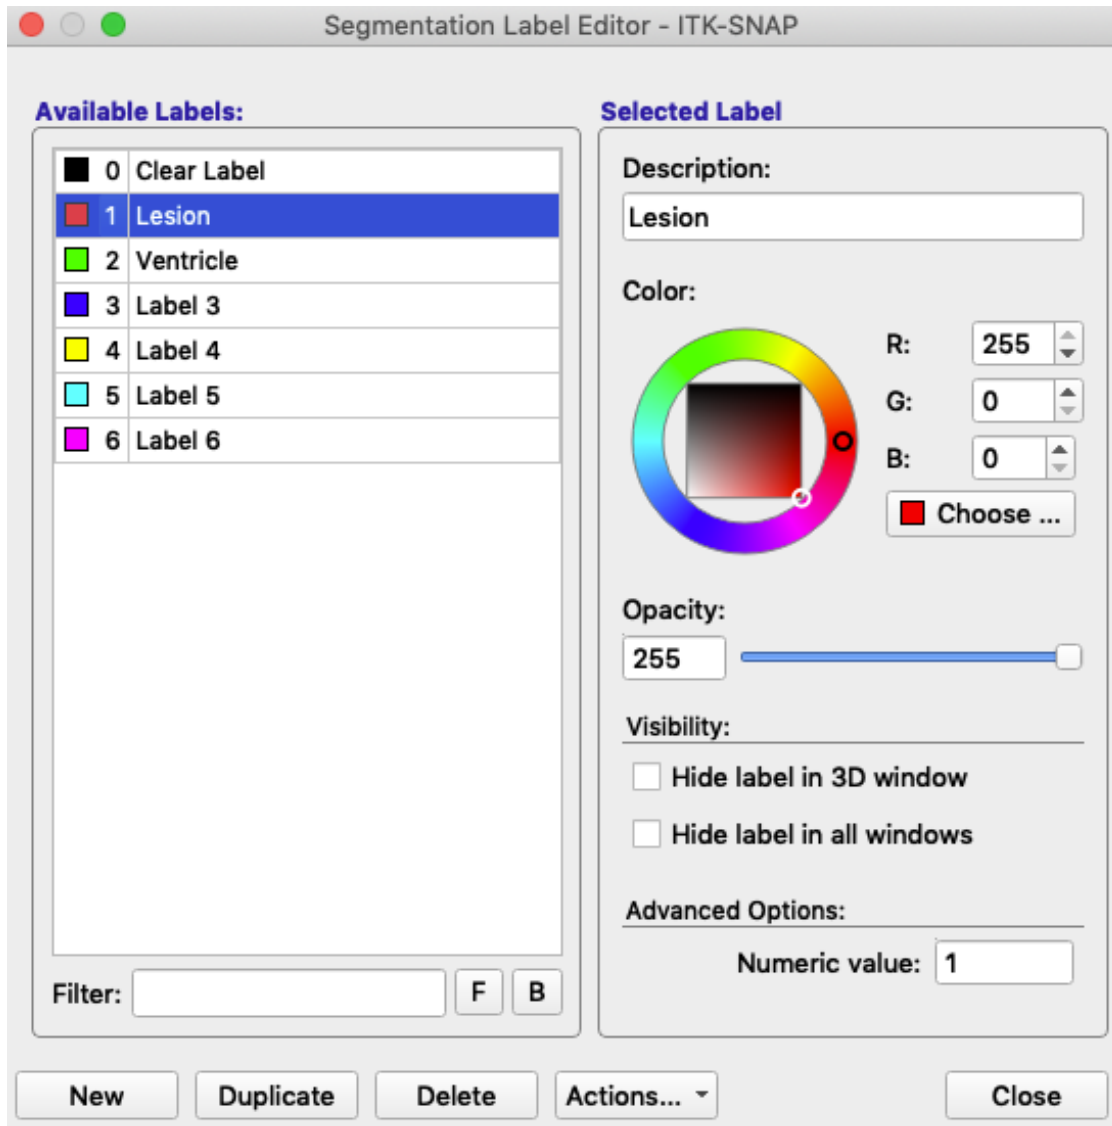 Segmentation Label Editor - ITK-SNAP
Available Labels:
0 Clear Label
1 Lesion
2 Ventricle
3 Label 3
4 Label 4
5 Label 5
6 Label 6
Filter:
F
B
Selected Label
Description:
Lesion
Color:
R: 255
G: 0
B: 0
Choose ...
Opacity:
255
Visibility:
Hide label in 3D window
Hide label in all windows
Advanced Options:
Numeric value: 1
New
Duplicate
Delete
Actions...
Close